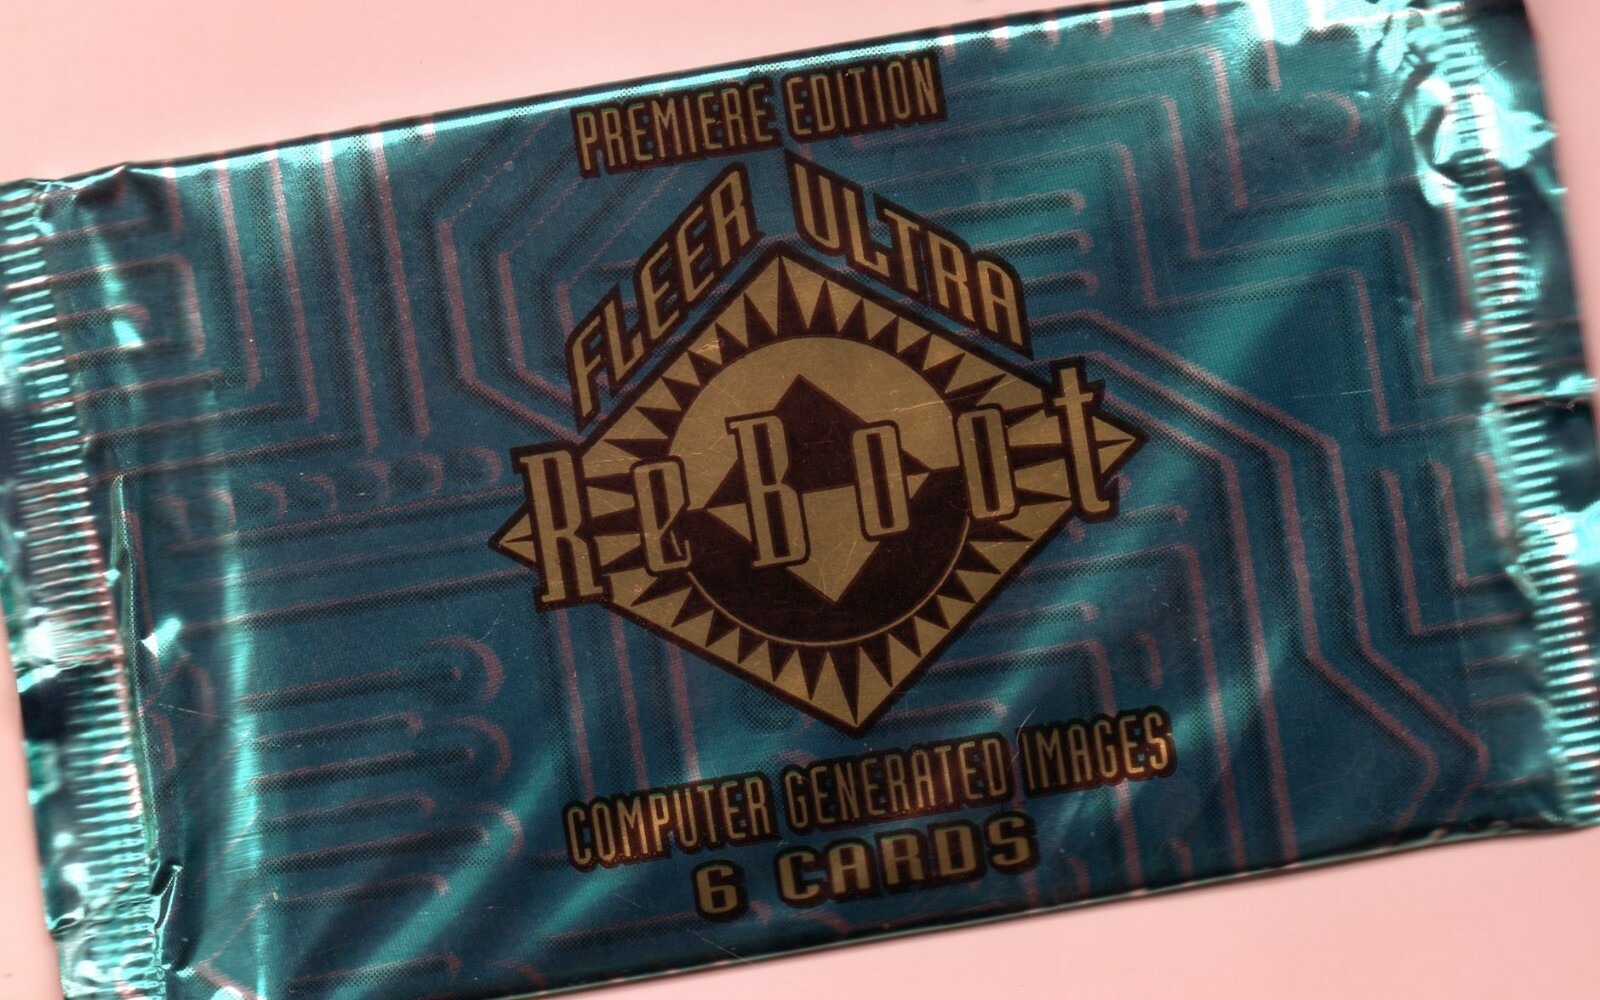 PREMIERE EDITION
FLEER ULTRA
ReBoot
COMPUTER GENERATED IMAGES
6 CARDS